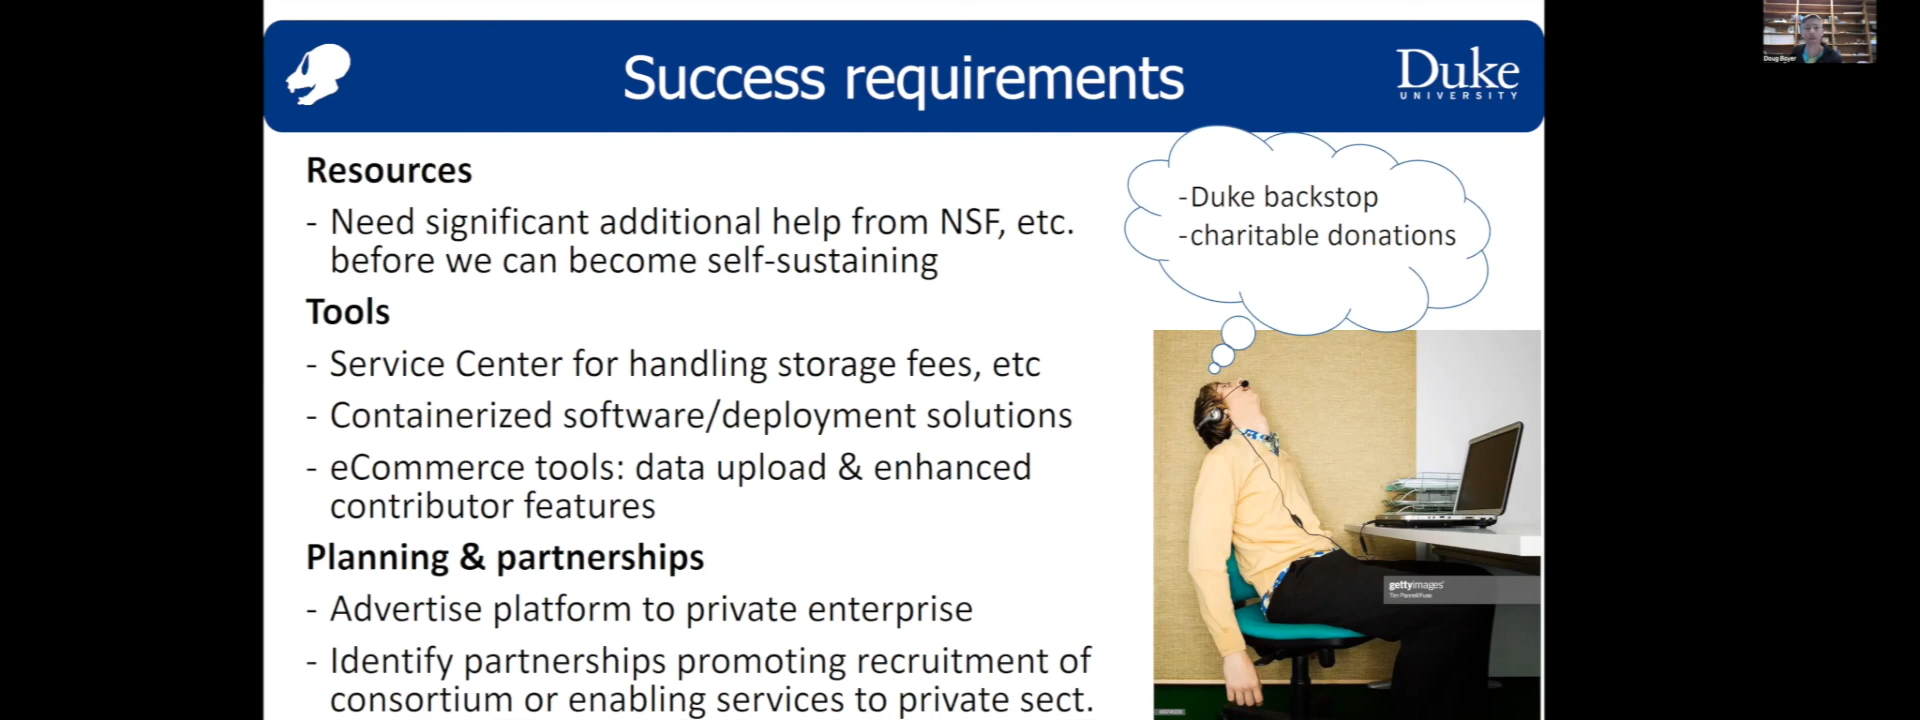 Success requirements
Duke
UNIVERSITY
Doug Boyer
Resources
- Need significant additional help from NSF, etc.
before we can become self-sustaining
Tools
- Service Center for handling storage fees, etc
- Containerized software/deployment solutions
- eCommerce tools: data upload & enhanced
contributor features
Planning & partnerships
- Advertise platform to private enterprise
- Identify partnerships promoting recruitment of
consortium or enabling services to private sect.
-Duke backstop
-charitable donations
gettyimages
Tim Pannell/Fuse